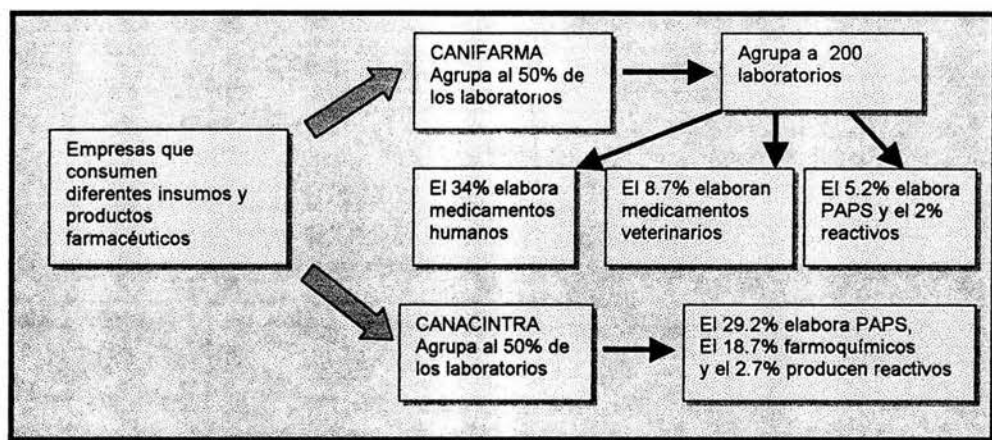 CANIFARMA
Agrupa al 50% de
los laboratorios
Agrupa a 200
laboratorios
Empresas que
consumen
diferentes insumos y
productos
farmacéuticos
El 34% elabora
medicamentos
humanos
El 8.7% elaboran
medicamentos
veterinarios
El 5.2% elabora
PAPS y el 2%
reactivos
CANACINTRA
Agrupa al 50% de
los laboratorios
El 29.2% elabora PAPS,
El 18.7% farmoquímicos
y el 2.7% producen reactivos